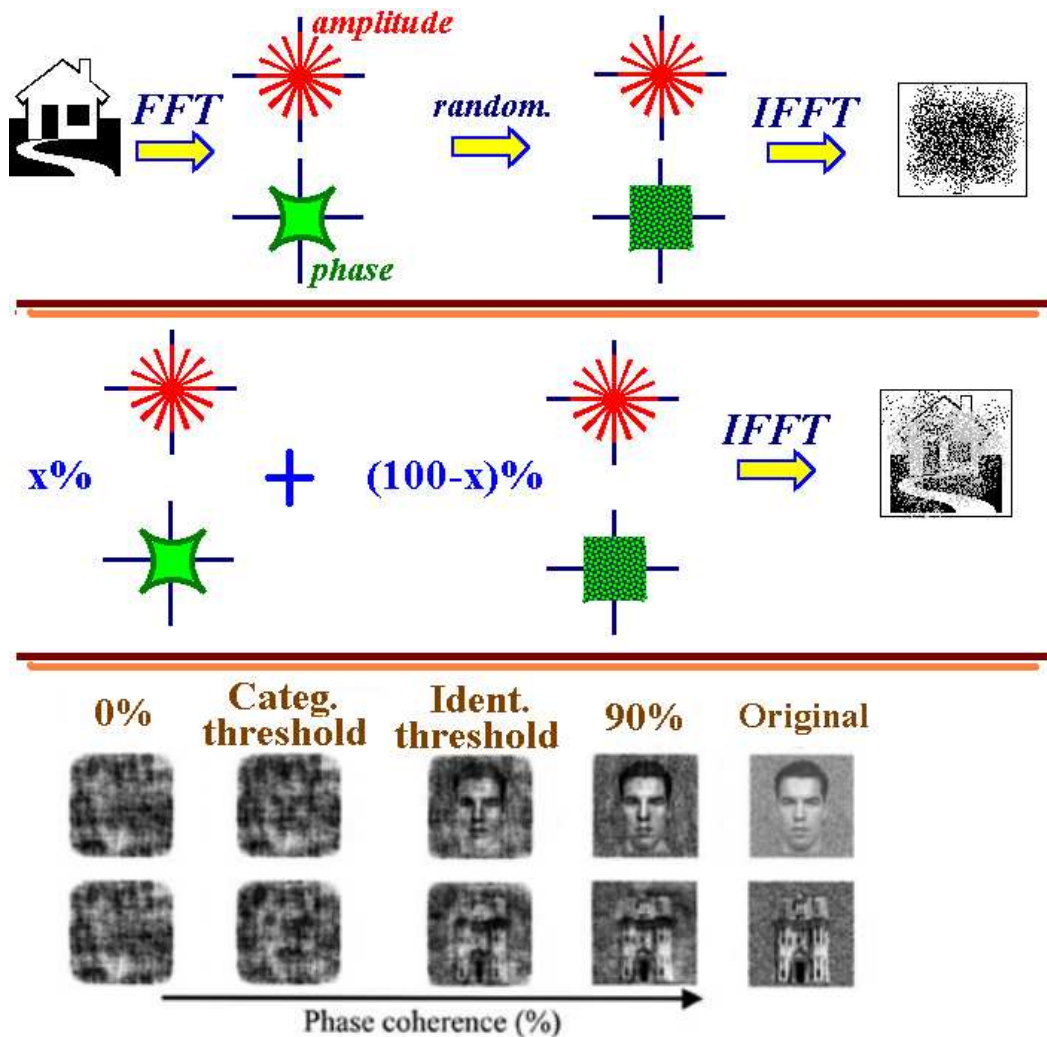 amplitude
FFT
random.
IFFT
phase
x%
+
(100-x)%
IFFT
0%
Categ.
threshold
Ident.
threshold
90%
Original
Phase coherence (%)